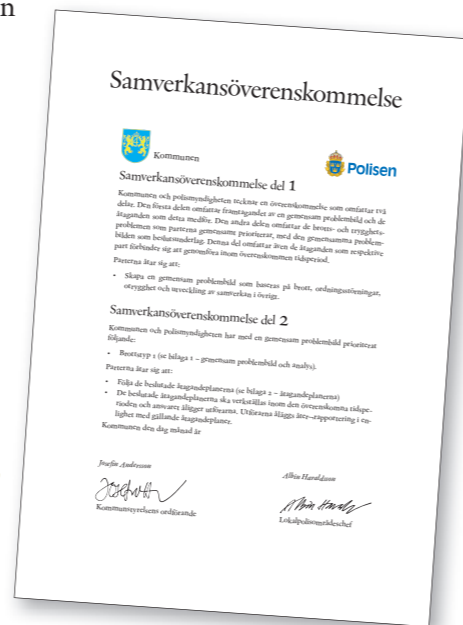 n
Samverkansöverenskommelse
Kommunen
Polisen
Samverkansöverenskommelse del 1
Kommunen och polismyndigheten tecknar en överenskommelse som omfattar två
delar. Den första delen omfattar framtagandet av en gemensam problembild och de
åtaganden som detta medför. Den andra delen omfattar de brotts- och trygghets-
problemen som parterna gemensamt prioriterat, med den gemensamma problem-
bilden som beslutsunderlag. Denna del omfattar även de åtaganden som respektive
part förbinder sig att genomföra inom överenskommen tidsperiod.
Parterna åtar sig att:
• Skapa en gemensam problembild som baseras på brott, ordningsstörningar,
otrygghet och utveckling av samverkan i övrigt.
Samverkansöverenskommelse del 2
Kommunen och polismyndigheten har med en gemensam problembild prioriterat
följande:
• Brottstyp 1 (se bilaga 1 – gemensam problembild och analys).
Parterna åtar sig att:
• Följa de beslutade åtagandeplanerna (se bilaga 2 – åtagandeplanerna)
• De beslutade åtagandeplanerna ska verkställas inom den överenskomna tidspe-
rioden och ansvaret åligger utförarna. Utförarna åläggs åter–rapportering i en-
lighet med gällande åtagandeplaner.
Kommunen den dag månad år
Josefin Andersson
Albin Haraldsson
Kommunstyrelsens ordförande
Lokalpolisområdeschef